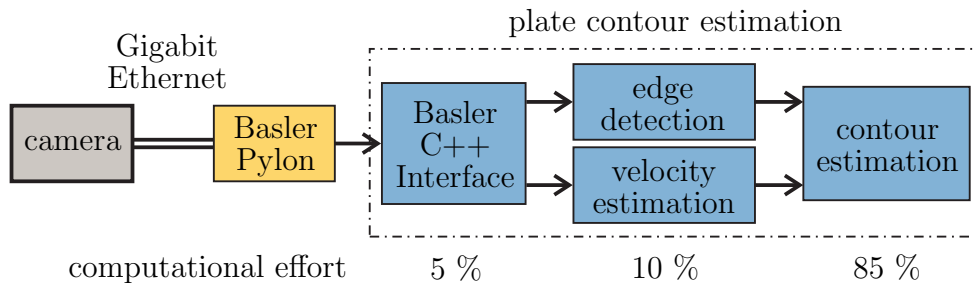 plate contour estimation
Gigabit
Ethernet
camera
Basler
Pylon
Basler
C++
Interface
edge
detection
velocity
estimation
contour
estimation
computational effort 5 % 10 % 85 %